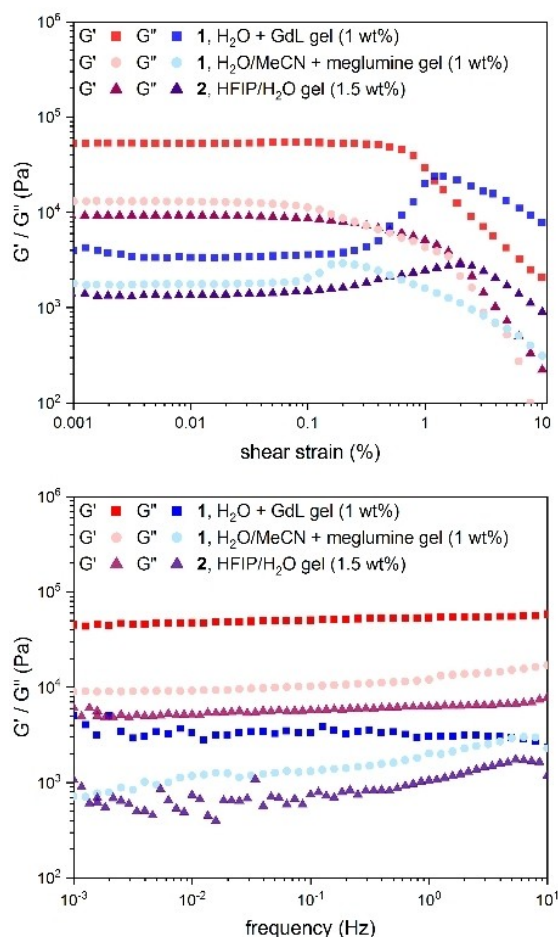 10⁶
G' G" 1, H₂O + GdL gel (1 wt%)
G' G" 1, H₂O/MeCN + meglumine gel (1 wt%)
G' G" 2, HFIP/H₂O gel (1.5 wt%)
10⁵
10⁴
10³
10²
G' / G" (Pa)
0.001 0.01 0.1 1 10
shear strain (%)
10⁶
G' G" 1, H₂O + GdL gel (1 wt%)
G' G" 1, H₂O/MeCN + meglumine gel (1 wt%)
G' G" 2, HFIP/H₂O gel (1.5 wt%)
10⁵
10⁴
10³
10²
G' / G" (Pa)
10⁻³ 10⁻² 10⁻¹ 10⁰ 10¹
frequency (Hz)